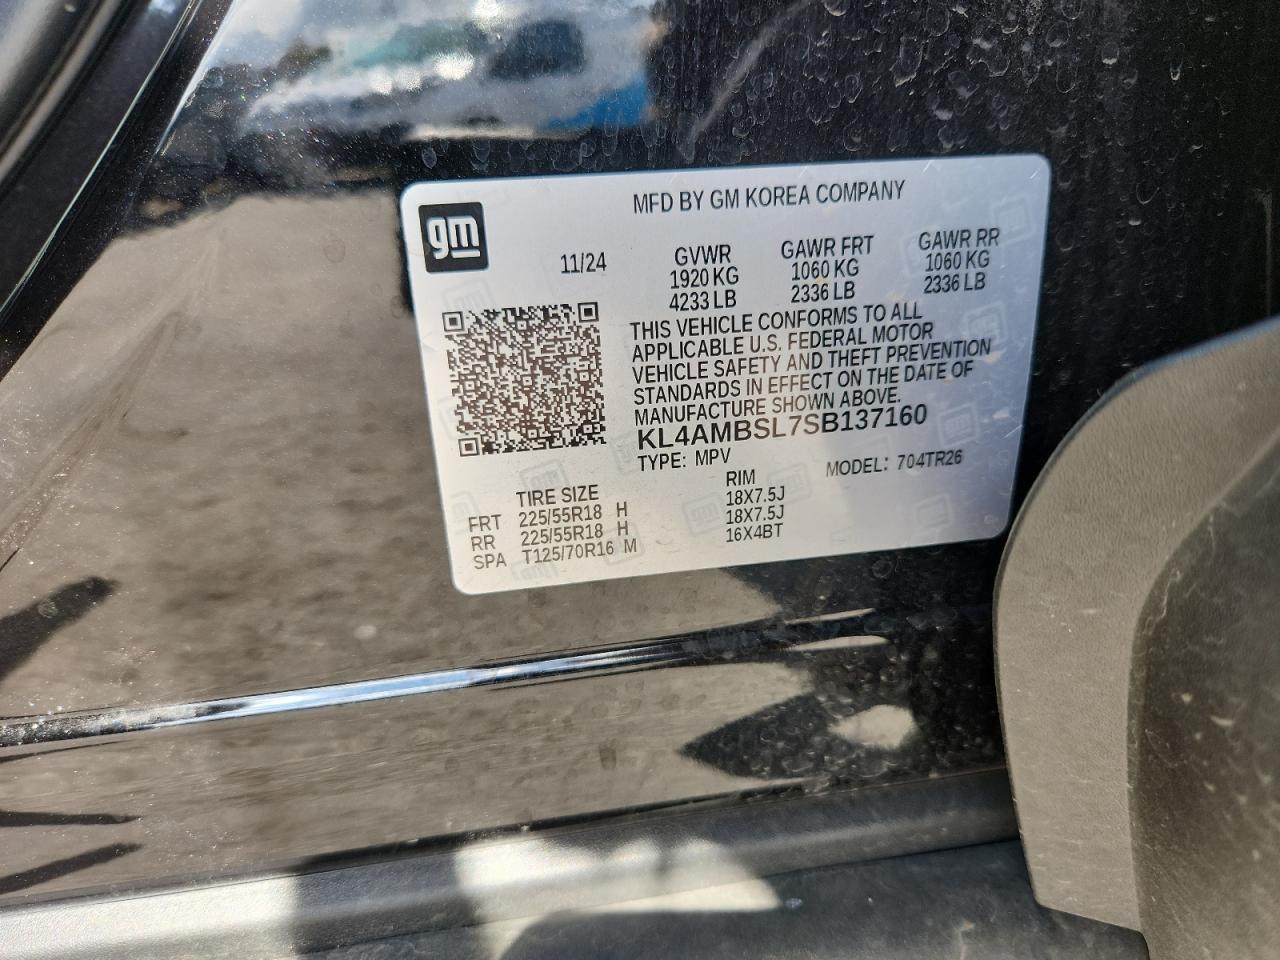 MFD BY GM KOREA COMPANY
gm
11/24
GVWR GAWR FRT GAWR RR
1920 KG 1060 KG 1060 KG
4233 LB 2336 LB 2336 LB
THIS VEHICLE CONFORMS TO ALL
APPLICABLE U.S. FEDERAL MOTOR
VEHICLE SAFETY AND THEFT PREVENTION
STANDARDS IN EFFECT ON THE DATE OF
MANUFACTURE SHOWN ABOVE.
KL4AMBSL7SB137160
TYPE: MPV MODEL: 704TR26
TIRE SIZE RIM
FRT 225/55R18 H 18X7.5J
RR 225/55R18 H 18X7.5J
SPA T125/70R16 M 16X4BT